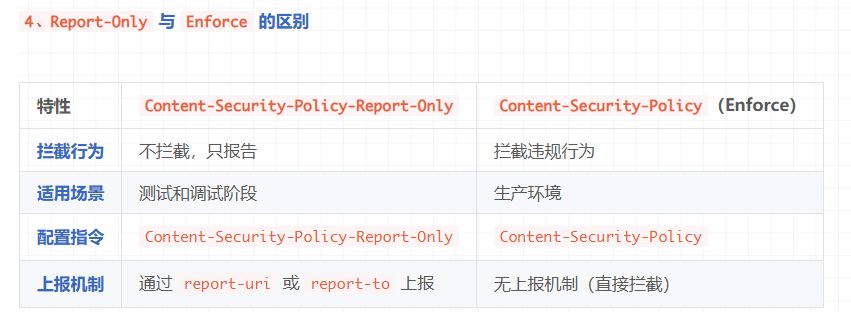 4、Report-Only 与 Enforce 的区别
特性 Content-Security-Policy-Report-Only Content-Security-Policy（Enforce）
拦截行为 不拦截，只报告 拦截违规行为
适用场景 测试和调试阶段 生产环境
配置指令 Content-Security-Policy-Report-Only Content-Security-Policy
上报机制 通过 report-uri 或 report-to 上报 无上报机制（直接拦截）